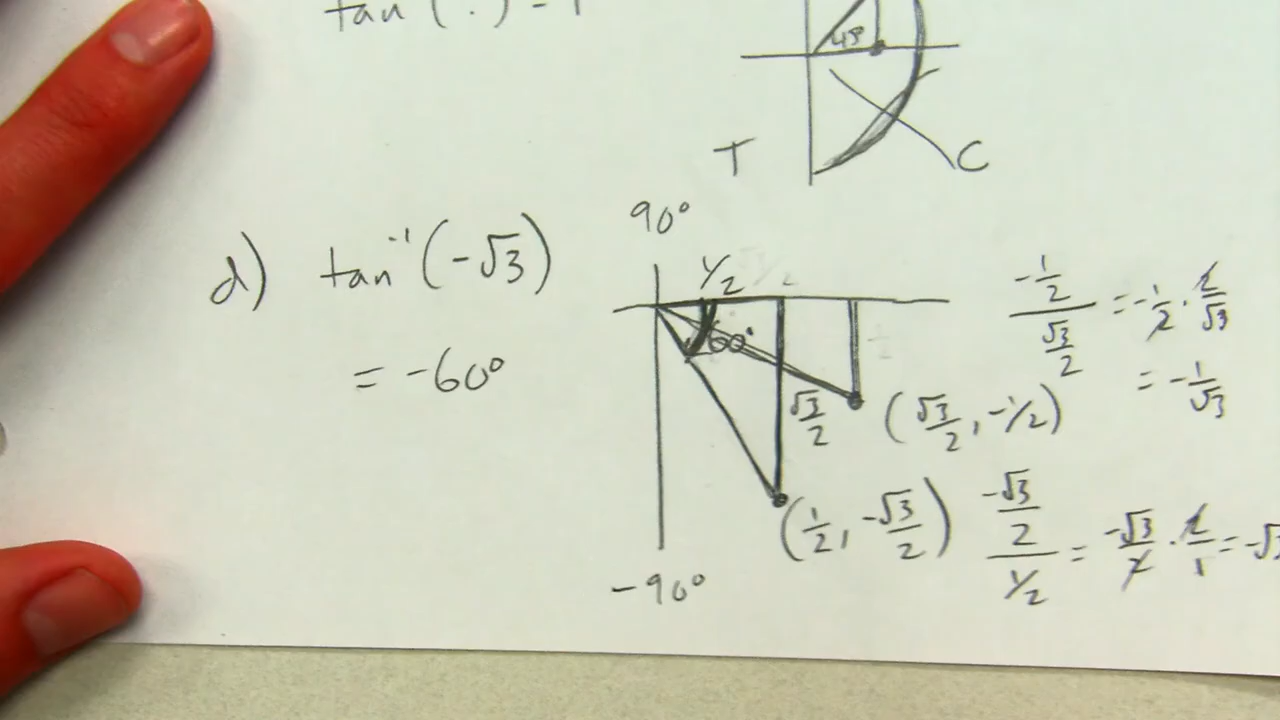 tan (.) = 1
45°
T C
90°
d) tan⁻¹(-√3)
= -60°
1/2
60°
√3/2
-90°
(√3/2, -1/2)
(1/2, -√3/2)
(-1/2)/(√3/2) = -1/2 · 2/√3
= -1/√3
(-√3/2)/(1/2) = -√3/2 · 2/1 = -√3